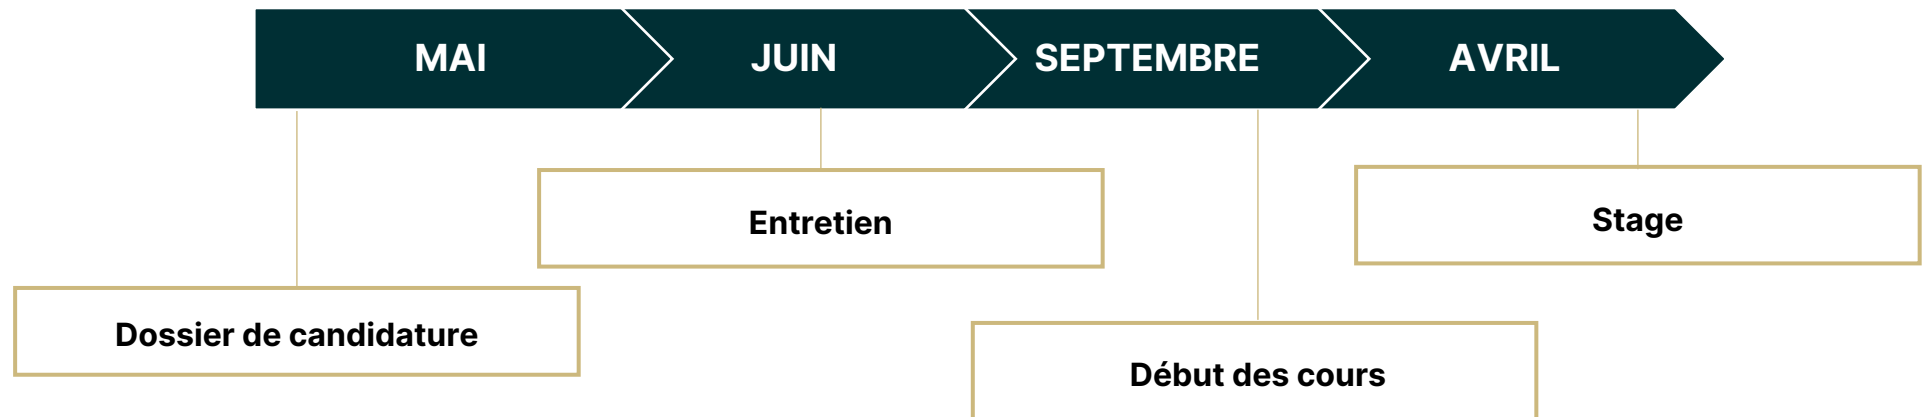 MAI
JUIN
SEPTEMBRE
AVRIL
Dossier de candidature
Entretien
Début des cours
Stage